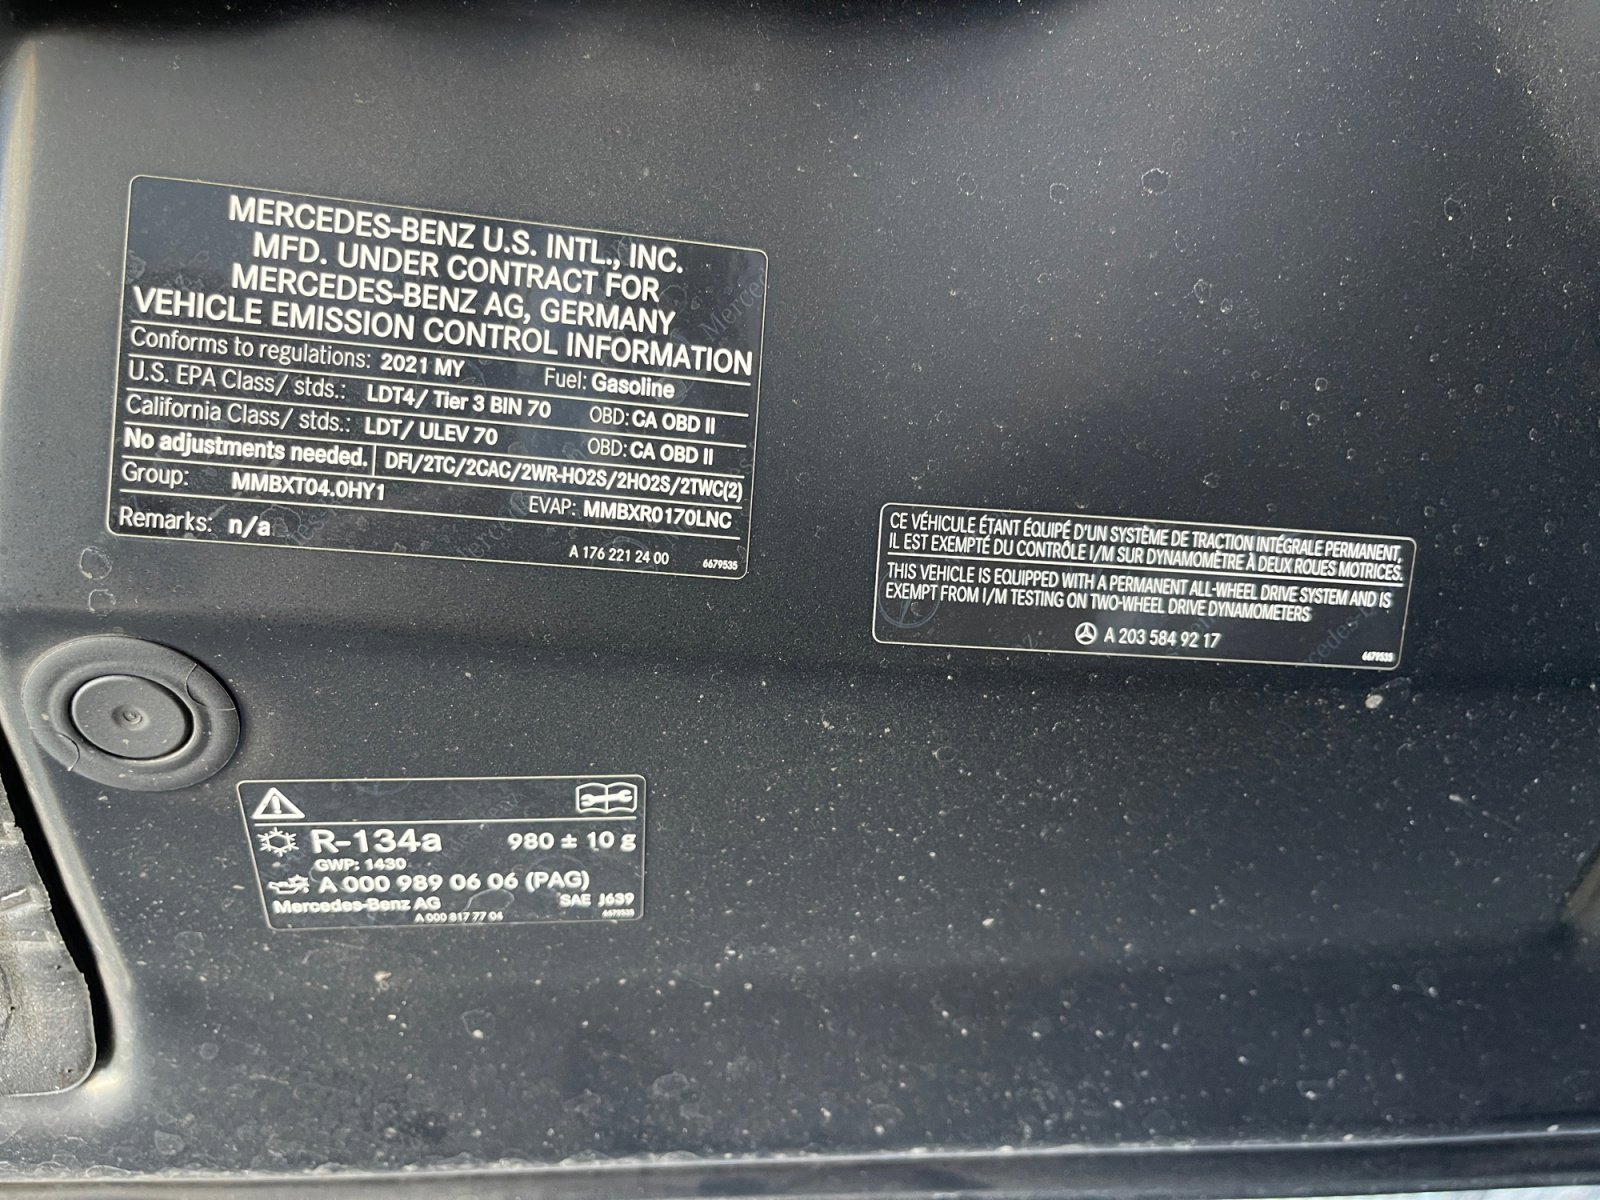 MERCEDES-BENZ U.S. INTL., INC.
MFD. UNDER CONTRACT FOR
MERCEDES-BENZ AG, GERMANY
VEHICLE EMISSION CONTROL INFORMATION
Conforms to regulations: 2021 MY Fuel: Gasoline
U.S. EPA Class/ stds.: LDT4/ Tier 3 BIN 70 OBD: CA OBD II
California Class/ stds.: LDT/ ULEV 70 OBD: CA OBD II
No adjustments needed. DFI/2TC/2CAC/2WR-HO2S/2HO2S/2TWC(2)
Group: MMBXT04.0HY1 EVAP: MMBXR0170LNC
Remarks: n/a
A 176 221 24 00 6679535
CE VÉHICULE ÉTANT ÉQUIPÉ D'UN SYSTÈME DE TRACTION INTÉGRALE PERMANENT,
IL EST EXEMPTÉ DU CONTRÔLE I/M SUR DYNAMOMÈTRE À DEUX ROUES MOTRICES.
THIS VEHICLE IS EQUIPPED WITH A PERMANENT ALL-WHEEL DRIVE SYSTEM AND IS
EXEMPT FROM I/M TESTING ON TWO-WHEEL DRIVE DYNAMOMETERS
A 203 584 92 17
6679535
R-134a 980 ± 10 g
GWP: 1430
A 000 989 06 06 (PAG)
Mercedes-Benz AG SAE J639
A 000 817 77 04 6679535